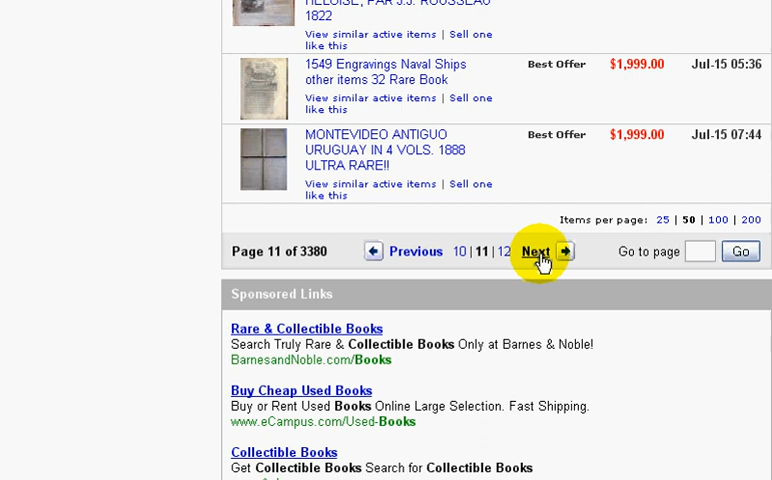 HELOISE, PAR J.J. ROUSSEAU
1822
View similar active items | Sell one
like this
1549 Engravings Naval Ships
other items 32 Rare Book
Best Offer $1,999.00 Jul-15 05:36
View similar active items | Sell one
like this
MONTEVIDEO ANTIGUO
URUGUAY IN 4 VOLS. 1888
ULTRA RARE!!
Best Offer $1,999.00 Jul-15 07:44
View similar active items | Sell one
like this
Items per page: 25 | 50 | 100 | 200
Page 11 of 3380 Previous 10 | 11 | 12 Next Go to page Go
Sponsored Links
Rare & Collectible Books
Search Truly Rare & Collectible Books Only at Barnes & Noble!
BarnesandNoble.com/Books
Buy Cheap Used Books
Buy or Rent Used Books Online Large Selection. Fast Shipping.
www.eCampus.com/Used-Books
Collectible Books
Get Collectible Books Search for Collectible Books